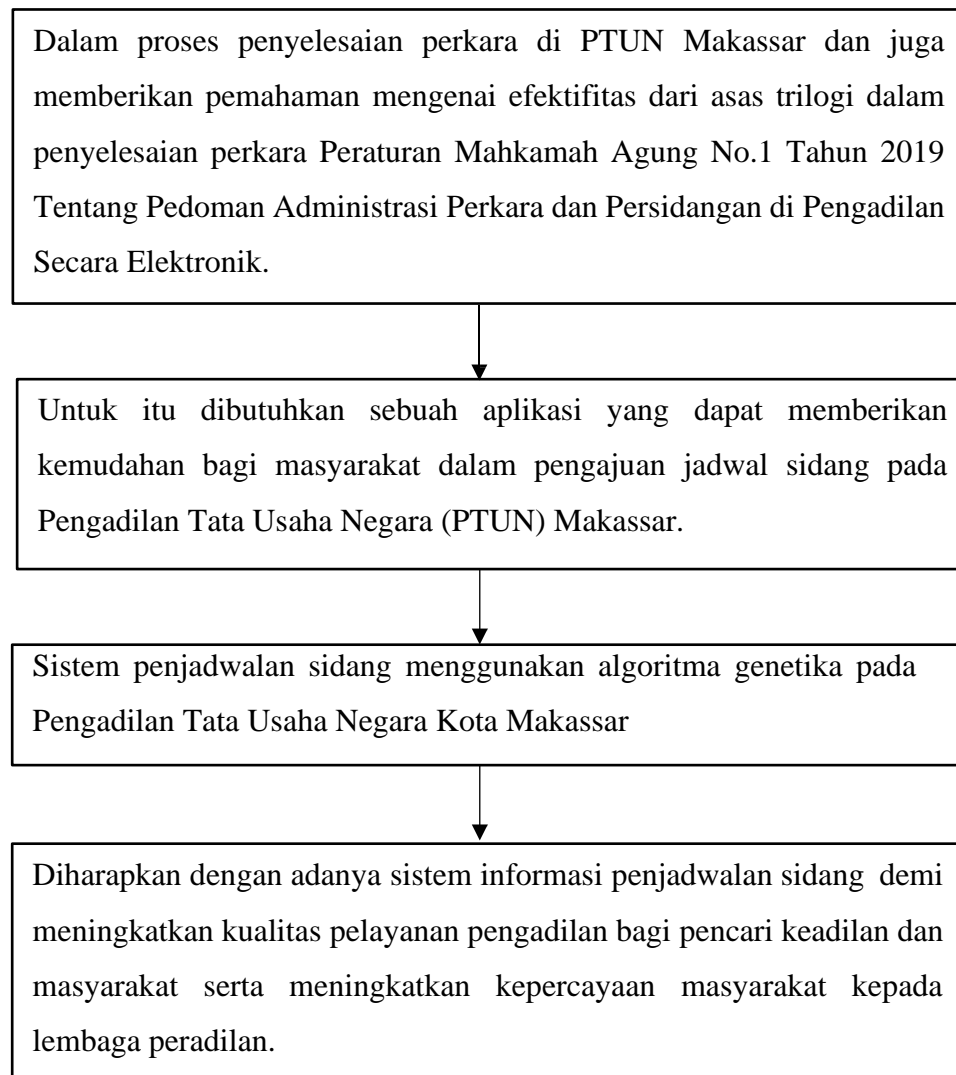 Dalam proses penyelesaian perkara di PTUN Makassar dan juga
memberikan pemahaman mengenai efektifitas dari asas trilogi dalam
penyelesaian perkara Peraturan Mahkamah Agung No.1 Tahun 2019
Tentang Pedoman Administrasi Perkara dan Persidangan di Pengadilan
Secara Elektronik.
Untuk itu dibutuhkan sebuah aplikasi yang dapat memberikan
kemudahan bagi masyarakat dalam pengajuan jadwal sidang pada
Pengadilan Tata Usaha Negara (PTUN) Makassar.
Sistem penjadwalan sidang menggunakan algoritma genetika pada
Pengadilan Tata Usaha Negara Kota Makassar
Diharapkan dengan adanya sistem informasi penjadwalan sidang demi
meningkatkan kualitas pelayanan pengadilan bagi pencari keadilan dan
masyarakat serta meningkatkan kepercayaan masyarakat kepada
lembaga peradilan.